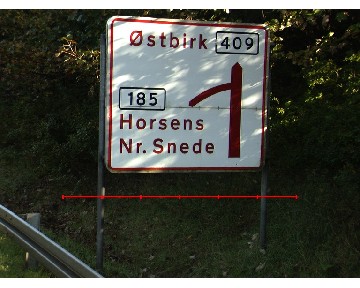 Østbirk 409
185
Horsens
Nr. Snede